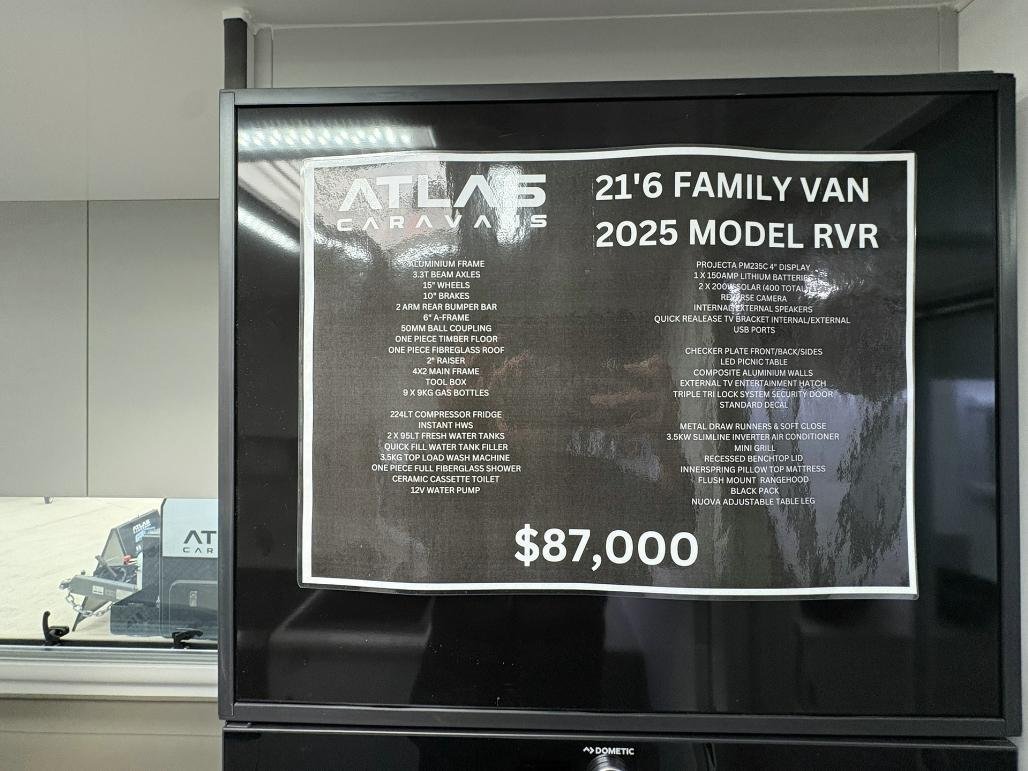 ATLAS
CARAVANS
21'6 FAMILY VAN
2025 MODEL RVR
ALUMINIUM FRAME
3.3T BEAM AXLES
15" WHEELS
10" BRAKES
2 ARM REAR BUMPER BAR
6" A-FRAME
50MM BALL COUPLING
ONE PIECE TIMBER FLOOR
ONE PIECE FIBREGLASS ROOF
2" RAISER
4X2 MAIN FRAME
TOOL BOX
9 X 9KG GAS BOTTLES
224LT COMPRESSOR FRIDGE
INSTANT HWS
2 X 95LT FRESH WATER TANKS
QUICK FILL WATER TANK FILLER
3.5KG TOP LOAD WASH MACHINE
ONE PIECE FULL FIBERGLASS SHOWER
CERAMIC CASSETTE TOILET
12V WATER PUMP
PROJECTA PM235C 4" DISPLAY
1 X 150AMP LITHIUM BATTERIES
2 X 200W SOLAR (400 TOTAL)
REVERSE CAMERA
INTERNAL/EXTERNAL SPEAKERS
QUICK REALEASE TV BRACKET INTERNAL/EXTERNAL
USB PORTS
CHECKER PLATE FRONT/BACK/SIDES
LED PICNIC TABLE
COMPOSITE ALUMINIUM WALLS
EXTERNAL TV ENTERTAINMENT HATCH
TRIPLE TRI LOCK SYSTEM SECURITY DOOR
STANDARD DECAL
METAL DRAW RUNNERS & SOFT CLOSE
3.5KW SLIMLINE INVERTER AIR CONDITIONER
MINI GRILL
RECESSED BENCHTOP LID
INNERSPRING PILLOW TOP MATTRESS
FLUSH MOUNT RANGEHOOD
BLACK PACK
NUOVA ADJUSTABLE TABLE LEG
$87,000
ATLAS
AT
CAR
DOMETIC